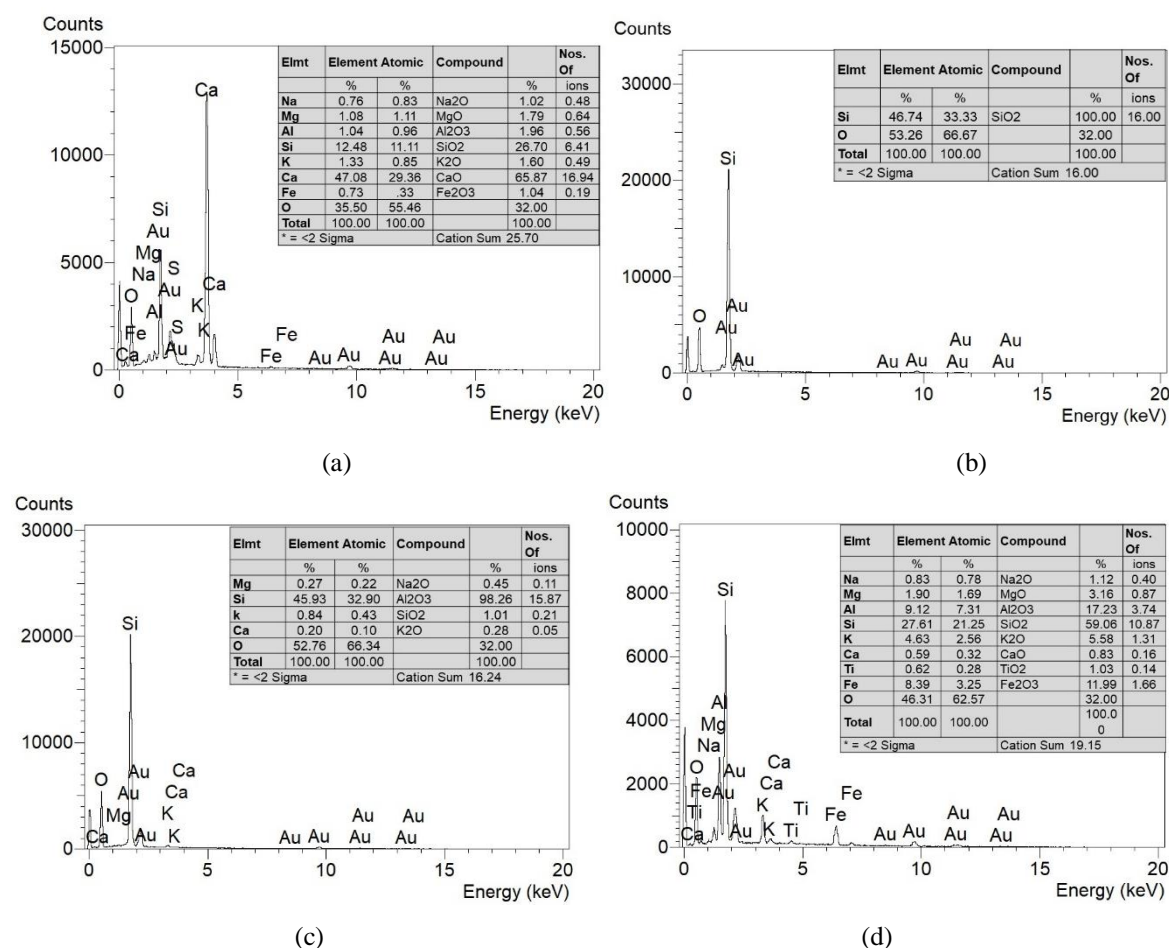 Counts
15000
10000
5000
0
0 5 10 15 20
Energy (keV)
Ca
Si
Au
Mg S
Na Au
O Al S
Fe Au
Ca
K Ca
K
Fe
Fe Au Au Au Au
Au Au
Elmt Element Atomic Compound Nos. Of
% % % ions
Na 0.76 0.83 Na2O 1.02 0.48
Mg 1.08 1.11 MgO 1.79 0.64
Al 1.04 0.96 Al2O3 1.96 0.56
Si 12.48 11.11 SiO2 26.70 6.41
K 1.33 0.85 K2O 1.60 0.49
Ca 47.08 29.36 CaO 65.87 16.94
Fe 0.73 .33 Fe2O3 1.04 0.19
O 35.50 55.46 32.00
Total 100.00 100.00 100.00
* = <2 Sigma Cation Sum 25.70
(a)
Counts
30000
20000
10000
0
0 5 10 15 20
Energy (keV)
Si
O Au
Au
Au
Au Au Au Au
Au Au
Elmt Element Atomic Compound Nos. Of
% % % ions
Si 46.74 33.33 SiO2 100.00 16.00
O 53.26 66.67 32.00
Total 100.00 100.00 100.00
* = <2 Sigma Cation Sum 16.00
(b)
Counts
30000
20000
10000
0
0 5 10 15 20
Energy (keV)
Si
O Au Ca
Au Ca
Mg K
Ca Au K
Au Au Au Au
Au Au
Elmt Element Atomic Compound Nos. Of
% % % ions
Mg 0.27 0.22 Na2O 0.45 0.11
Si 45.93 32.90 Al2O3 98.26 15.87
k 0.84 0.43 SiO2 1.01 0.21
Ca 0.20 0.10 K2O 0.28 0.05
O 52.76 66.34 32.00
Total 100.00 100.00 100.00
* = <2 Sigma Cation Sum 16.24
(c)
Counts
10000
8000
6000
4000
2000
0
0 5 10 15 20
Energy (keV)
Si
Al
Mg
Na
O Au Ca
Fe Au Ca
Ti K Ti Fe
Ca Au K Ti Fe
Au Au Au Au
Au Au
Elmt Element Atomic Compound Nos. Of
% % % ions
Na 0.83 0.78 Na2O 1.12 0.40
Mg 1.90 1.69 MgO 3.16 0.87
Al 9.12 7.31 Al2O3 17.23 3.74
Si 27.61 21.25 SiO2 59.06 10.87
K 4.63 2.56 K2O 5.58 1.31
Ca 0.59 0.32 CaO 0.83 0.16
Ti 0.62 0.28 TiO2 1.03 0.14
Fe 8.39 3.25 Fe2O3 11.99 1.66
O 46.31 62.57 32.00
Total 100.00 100.00 100.0
0
* = <2 Sigma Cation Sum 19.15
(d)